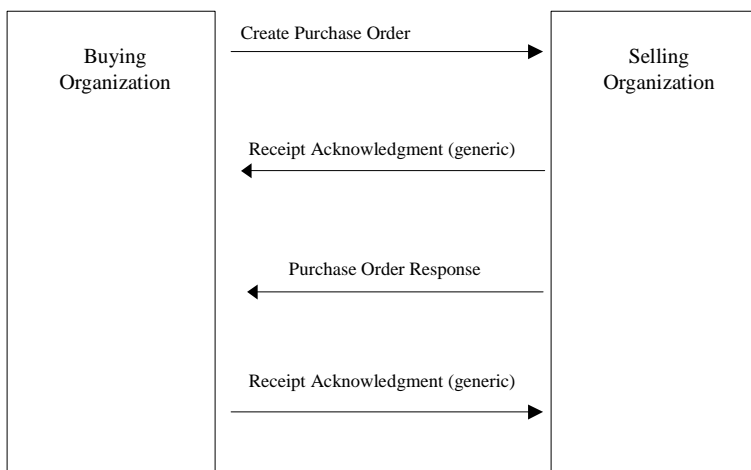 Create Purchase Order
Buying
Organization
Selling
Organization
Receipt Acknowledgment (generic)
Purchase Order Response
Receipt Acknowledgment (generic)